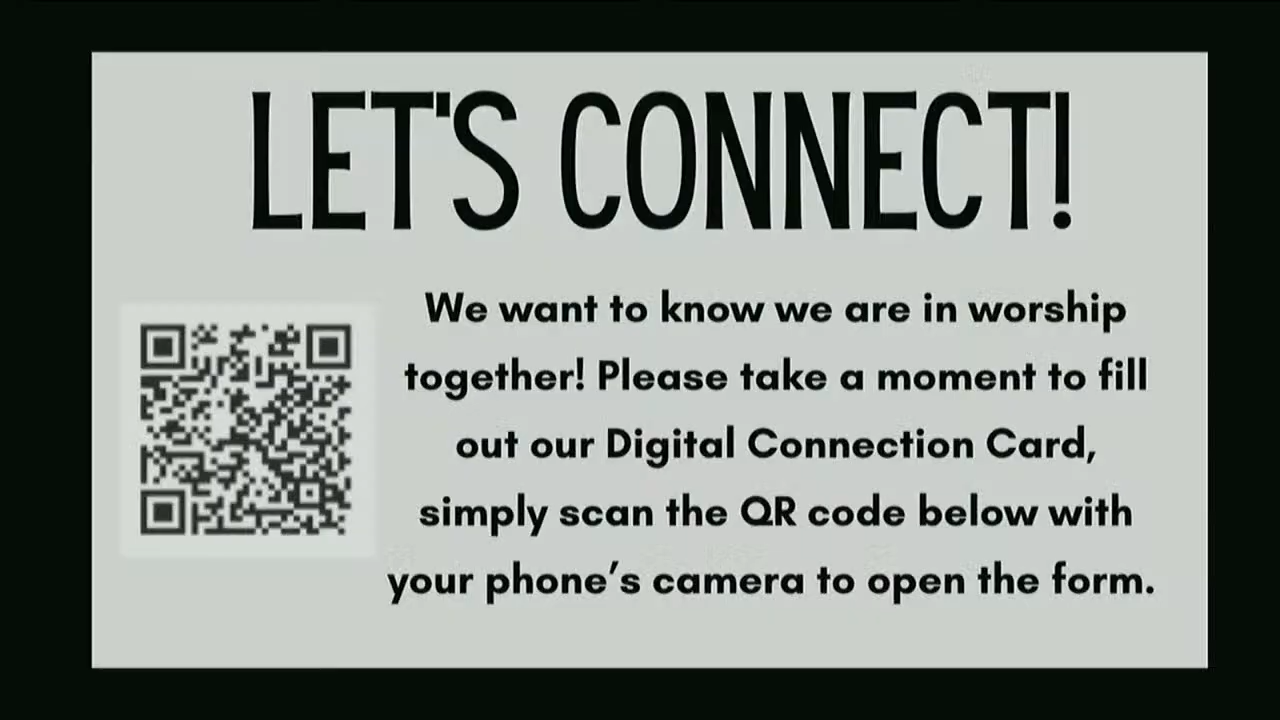 LET'S CONNECT!
We want to know we are in worship
together! Please take a moment to fill
out our Digital Connection Card,
simply scan the QR code below with
your phone’s camera to open the form.